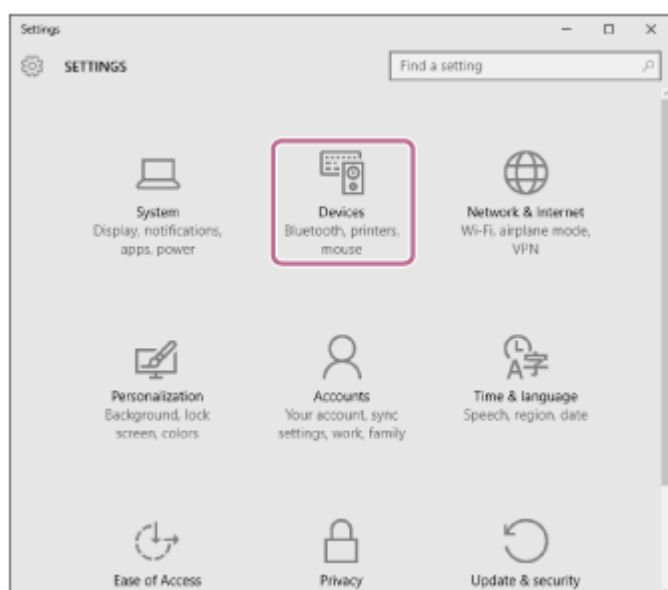 Settings
SETTINGS
Find a setting
System
Display, notifications,
apps, power
Devices
Bluetooth, printers,
mouse
Network & Internet
Wi-Fi, airplane mode,
VPN
Personalization
Background, lock
screen, colors
Accounts
Your account, sync
settings, work, family
A字
Time & language
Speech, region, date
Ease of Access
Privacy
Update & security